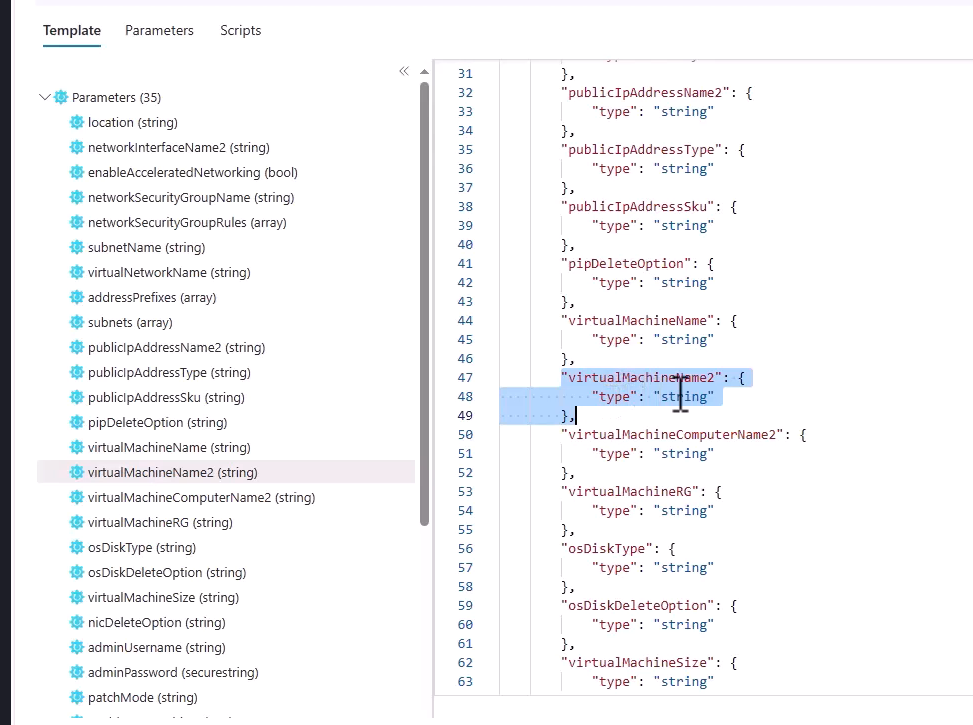 Template
Parameters
Scripts
Parameters (35)
location (string)
networkInterfaceName2 (string)
enableAcceleratedNetworking (bool)
networkSecurityGroupName (string)
networkSecurityGroupRules (array)
subnetName (string)
virtualNetworkName (string)
addressPrefixes (array)
subnets (array)
publicIpAddressName2 (string)
publicIpAddressType (string)
publicIpAddressSku (string)
pipDeleteOption (string)
virtualMachineName (string)
virtualMachineName2 (string)
virtualMachineComputerName2 (string)
virtualMachineRG (string)
osDiskType (string)
osDiskDeleteOption (string)
virtualMachineSize (string)
nicDeleteOption (string)
adminUsername (string)
adminPassword (securestring)
patchMode (string)
31 },
32 "publicIpAddressName2": {
33 "type": "string"
34 },
35 "publicIpAddressType": {
36 "type": "string"
37 },
38 "publicIpAddressSku": {
39 "type": "string"
40 },
41 "pipDeleteOption": {
42 "type": "string"
43 },
44 "virtualMachineName": {
45 "type": "string"
46 },
47 "virtualMachineName2": {
48 "type": "string"
49 },
50 "virtualMachineComputerName2": {
51 "type": "string"
52 },
53 "virtualMachineRG": {
54 "type": "string"
55 },
56 "osDiskType": {
57 "type": "string"
58 },
59 "osDiskDeleteOption": {
60 "type": "string"
61 },
62 "virtualMachineSize": {
63 "type": "string"